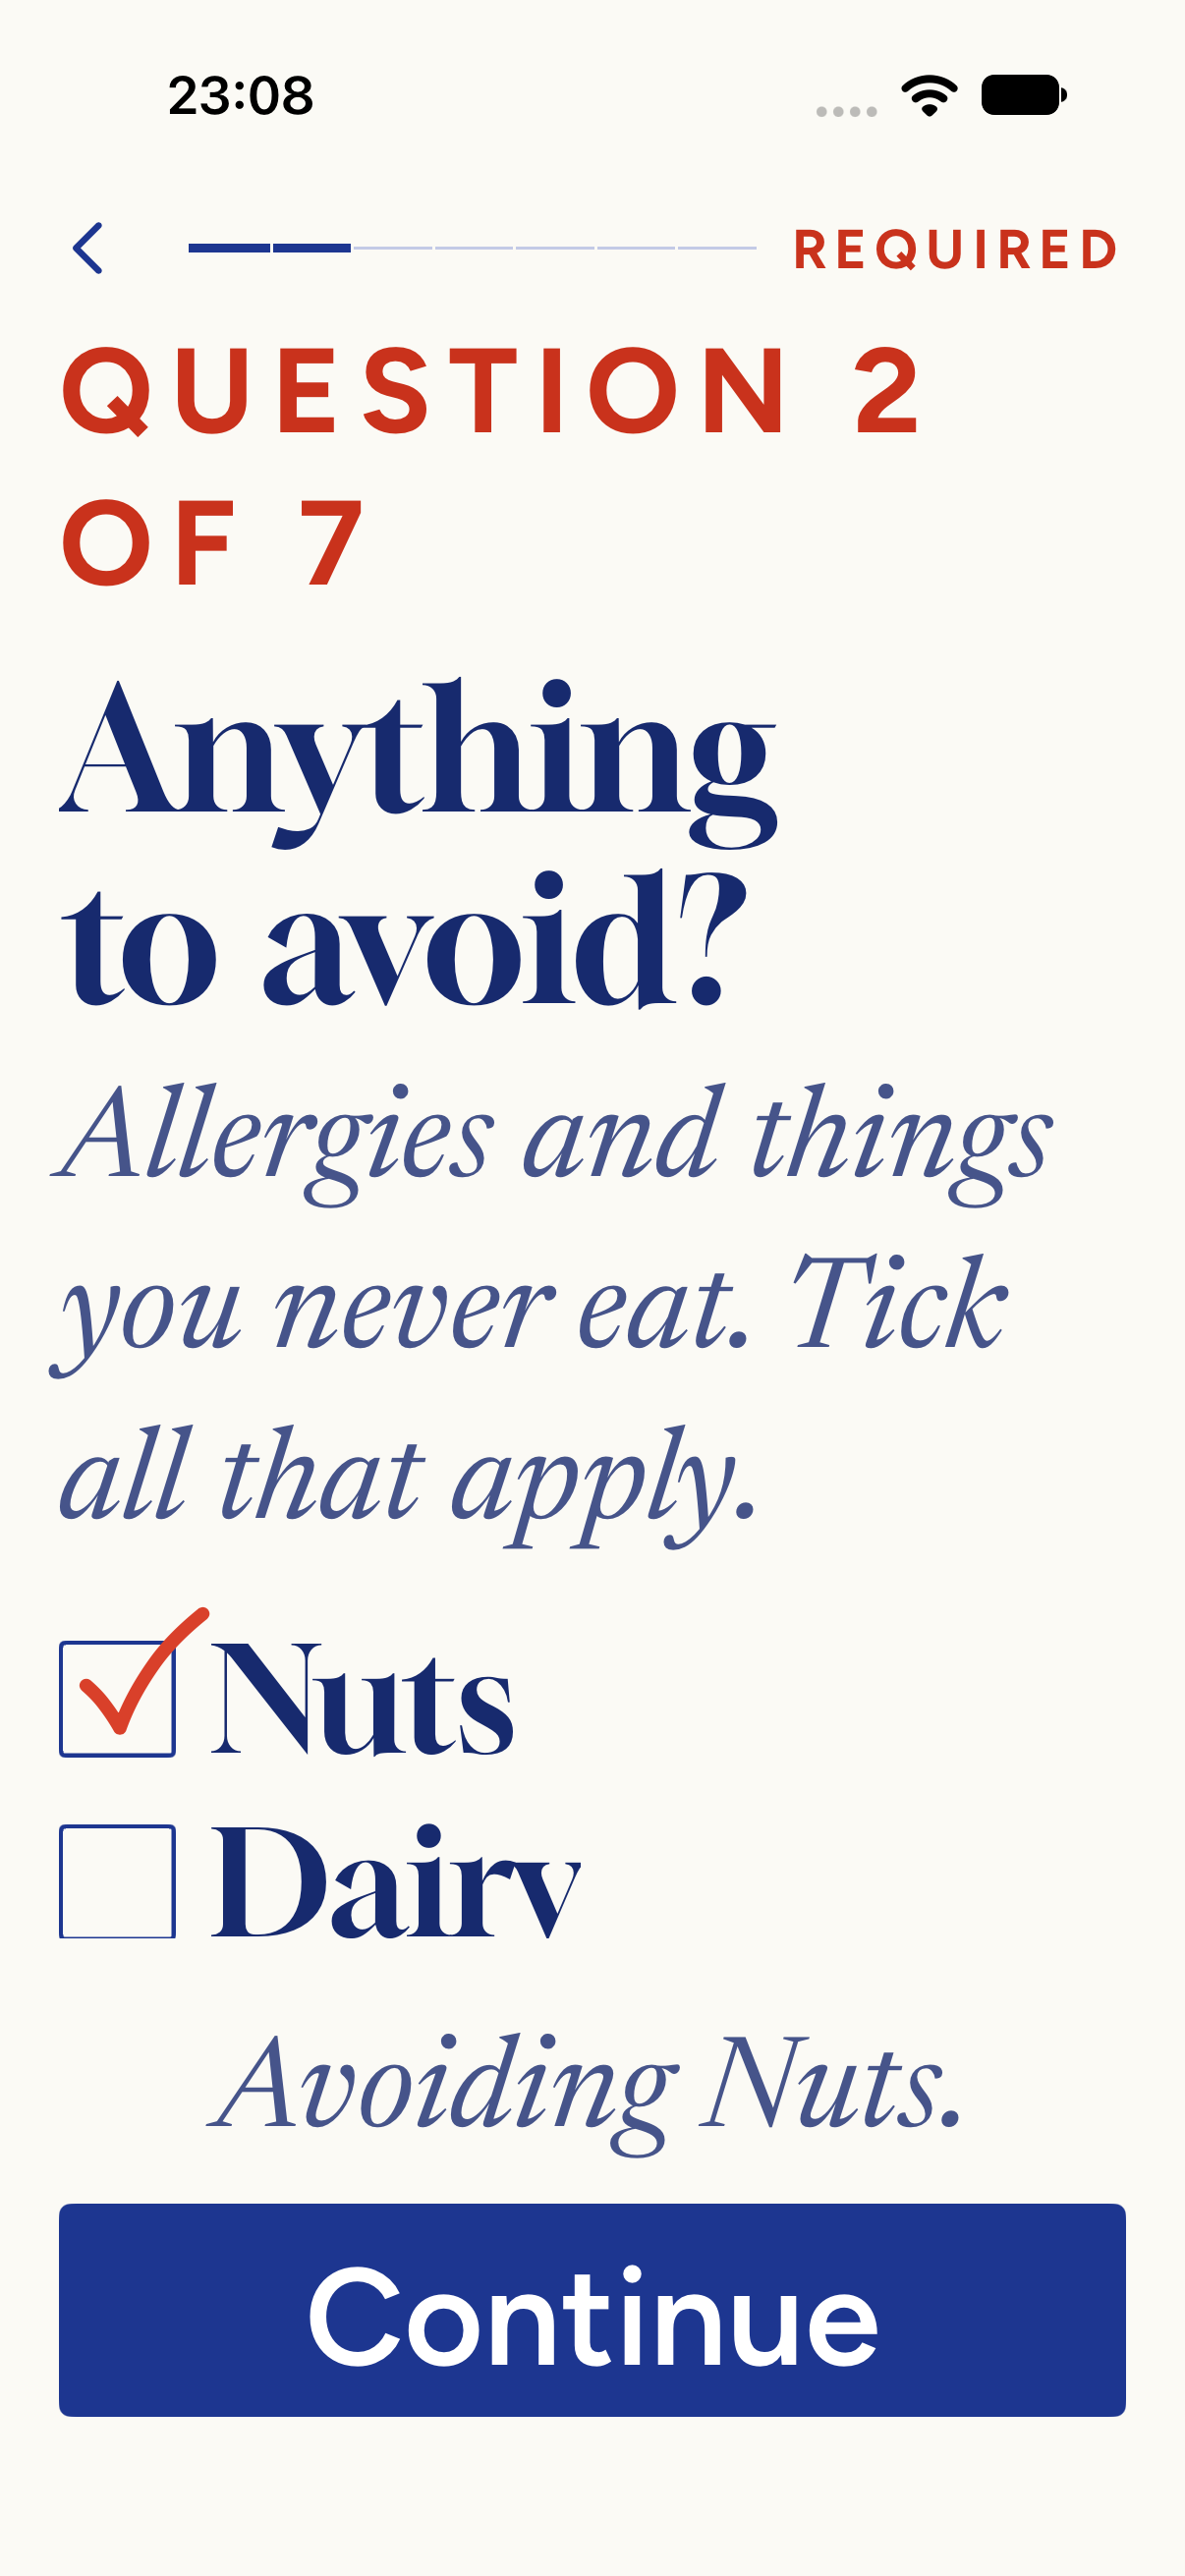 23:08
REQUIRED
QUESTION 2
OF 7
Anything
to avoid?
Allergies and things
you never eat. Tick
all that apply.
Nuts
Dairy
Avoiding Nuts.
Continue